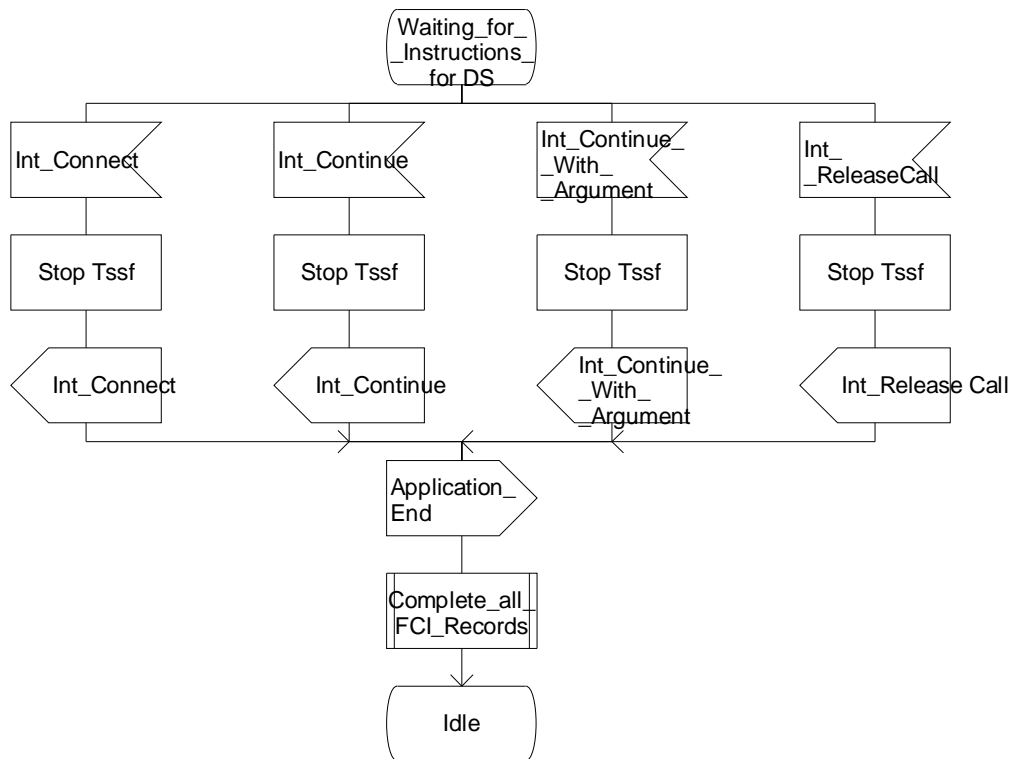 Waiting_for_
_Instructions_
for DS
Int_Connect
Int_Continue
Int_Continue_
_With_
_Argument
Int_
_ReleaseCall
Stop Tssf
Stop Tssf
Stop Tssf
Stop Tssf
Int_Connect
Int_Continue
Int_Continue_
_With_
_Argument
Int_Release Call
Application_
End
Complete_all_
FCI_Records
Idle